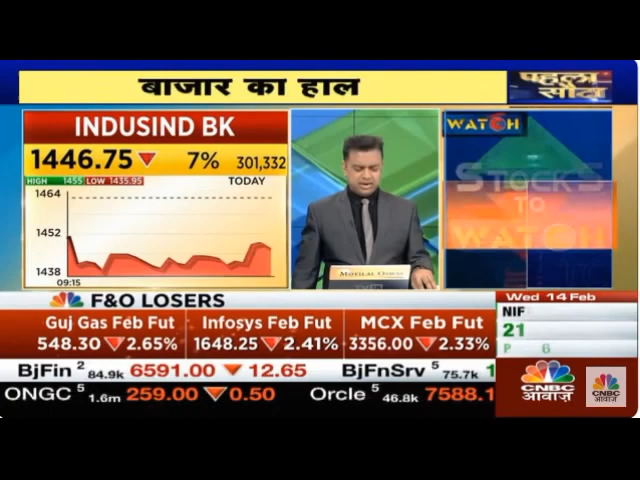 बाजार का हाल
पहला
सौदा
INDUSIND BK
1446.75 7% 301,332
HIGH 1455 LOW 1435.95 TODAY
1464
1452
1438
09:15
WATCH
STOCKS
TO
WATCH
MOTILAL OSWAL
F&O LOSERS
Guj Gas Feb Fut
548.30 2.65%
Infosys Feb Fut
1648.25 2.41%
MCX Feb Fut
3356.00 2.33%
Wed 14 Feb
NIF
21
P 6
BjFin 2 84.9k 6591.00 12.65 BjFnSrv 5 75.7k 1
ONGC 5 1.6m 259.00 0.50 Orcle 5 46.8k 7588.1
CNBC
आवाज़
CNBC
आवाज़